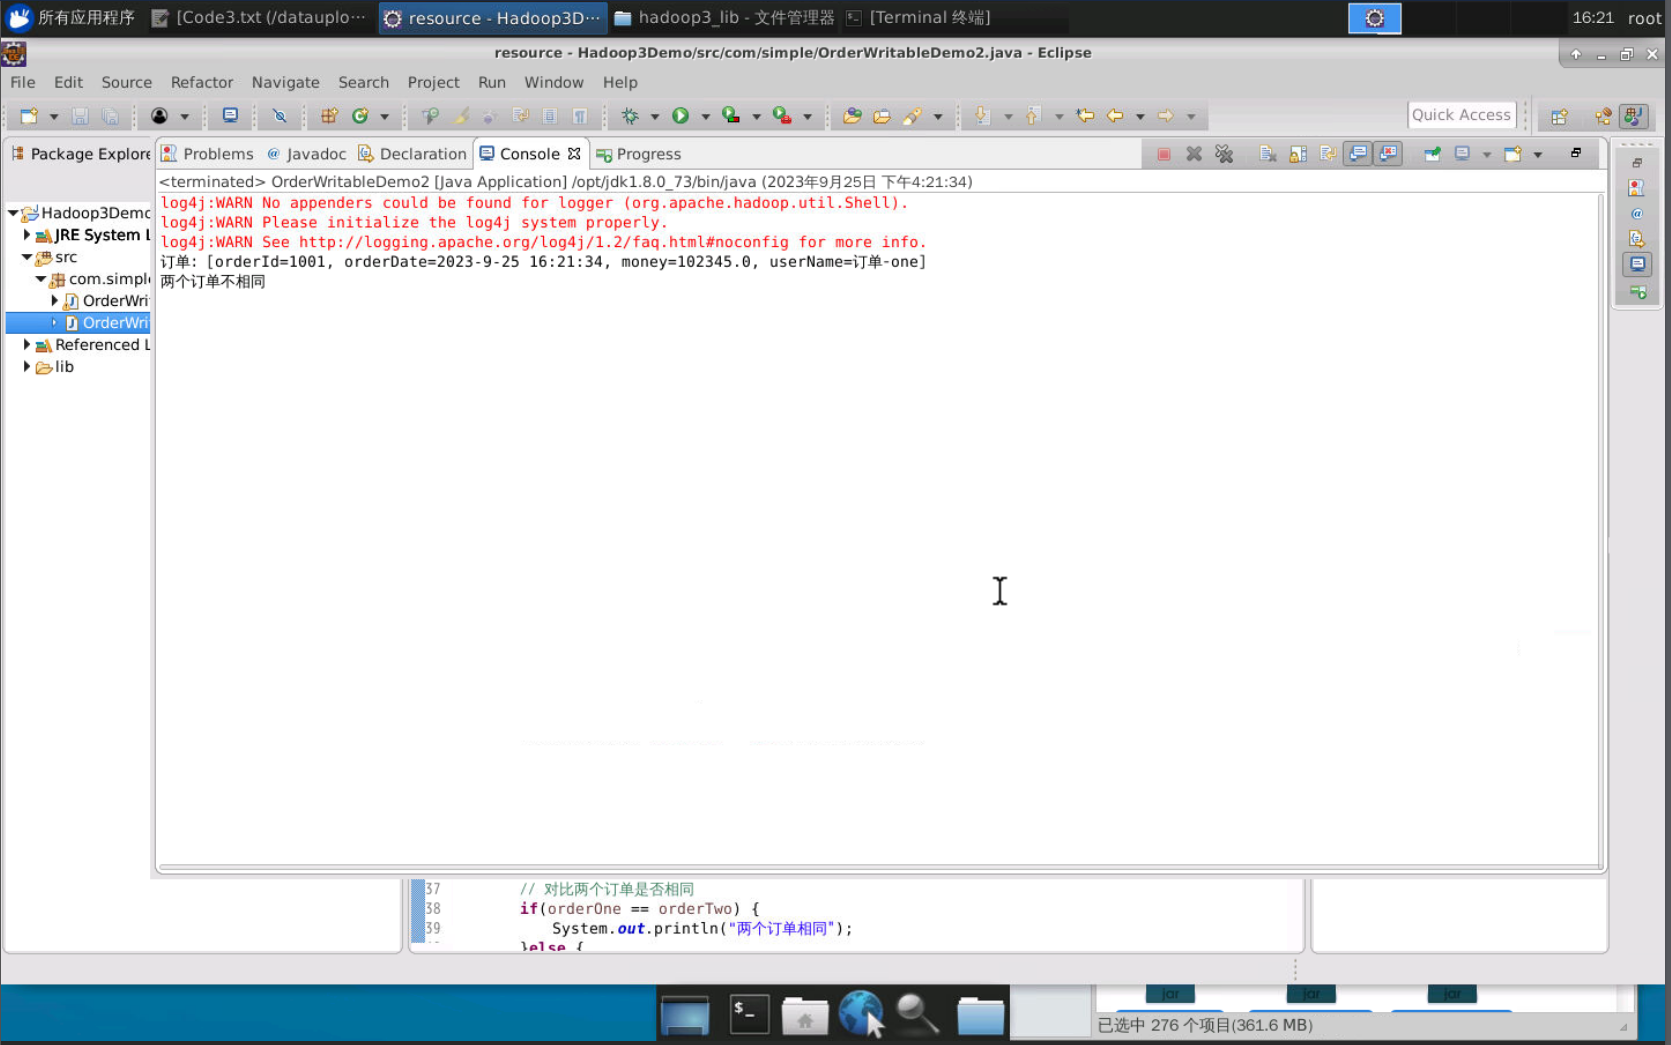 所有应用程序
[Code3.txt (/datauplo···
resource - Hadoop3D···
hadoop3_lib - 文件管理器
[Terminal 终端]
16:21 root
resource - Hadoop3Demo/src/com/simple/OrderWritableDemo2.java - Eclipse
File Edit Source Refactor Navigate Search Project Run Window Help
Quick Access
Package Explore
Problems @ Javadoc Declaration Console Progress
<terminated> OrderWritableDemo2 [Java Application] /opt/jdk1.8.0_73/bin/java (2023年9月25日 下午4:21:34)
log4j:WARN No appenders could be found for logger (org.apache.hadoop.util.Shell).
log4j:WARN Please initialize the log4j system properly.
log4j:WARN See http://logging.apache.org/log4j/1.2/faq.html#noconfig for more info.
订单: [orderId=1001, orderDate=2023-9-25 16:21:34, money=102345.0, userName=订单-one]
两个订单不相同
Hadoop3Demo
JRE System L
src
com.simple
OrderWri
OrderWri
Referenced L
lib
37 // 对比两个订单是否相同
38 if(orderOne == orderTwo) {
39 System.out.println("两个订单相同");
}else {
jar jar jar
已选中 276 个项目(361.6 MB)